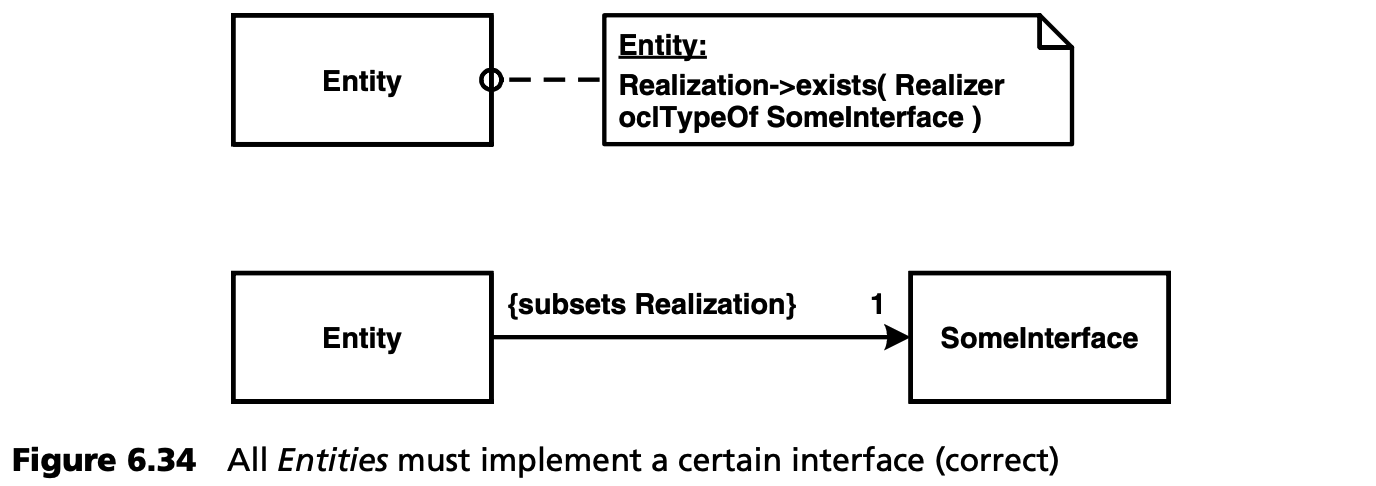 Entity
Entity:
Realization->exists( Realizer
oclTypeOf SomeInterface )
{subsets Realization}
1
Entity
SomeInterface
Figure 6.34 All Entities must implement a certain interface (correct)